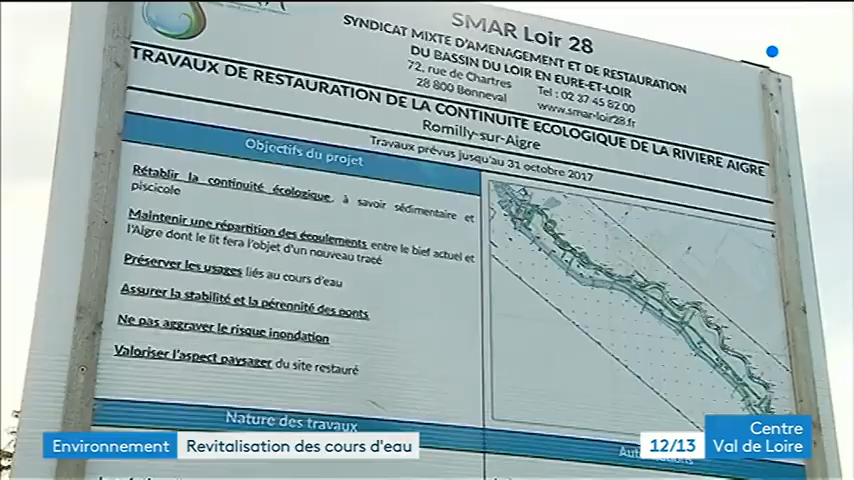 SMAR Loir 28
SYNDICAT MIXTE D'AMENAGEMENT ET DE RESTAURATION
DU BASSIN DU LOIR EN EURE-ET-LOIR
72, rue de Chartres
28 800 Bonneval
Tel : 02 37 45 82 00
www.smar-loir28.fr
TRAVAUX DE RESTAURATION DE LA CONTINUITE ECOLOGIQUE DE LA RIVIERE AIGRE
Romilly-sur-Aigre
Travaux prévus jusqu'au 31 octobre 2017
Objectifs du projet
Rétablir la continuité écologique, à savoir sédimentaire et
piscicole
Maintenir une répartition des écoulements entre le bief actuel et
l'Aigre dont le lit fera l'objet d'un nouveau tracé
Préserver les usages liés au cours d'eau
Assurer la stabilité et la pérennité des ponts
Ne pas aggraver le risque inondation
Valoriser l'aspect paysager du site restauré
Nature des travaux
Environnement
Revitalisation des cours d'eau
12/13
Centre
Val de Loire